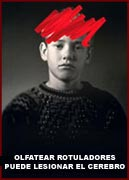 OLFATEAR ROTULADORES
PUEDE LESIONAR EL CEREBRO